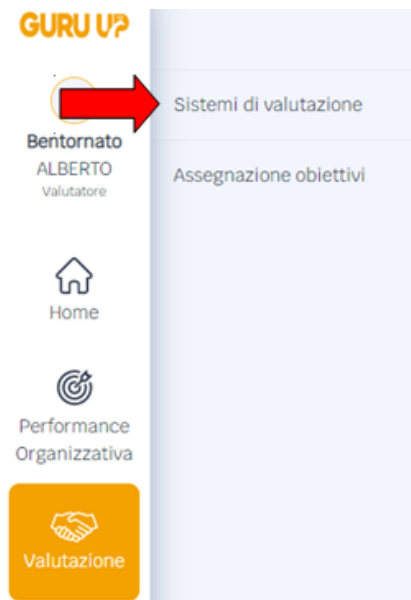 GURU UP
Bentornato
ALBERTO
Valutatore
Home
Performance
Organizzativa
Valutazione
Sistemi di valutazione
Assegnazione obiettivi